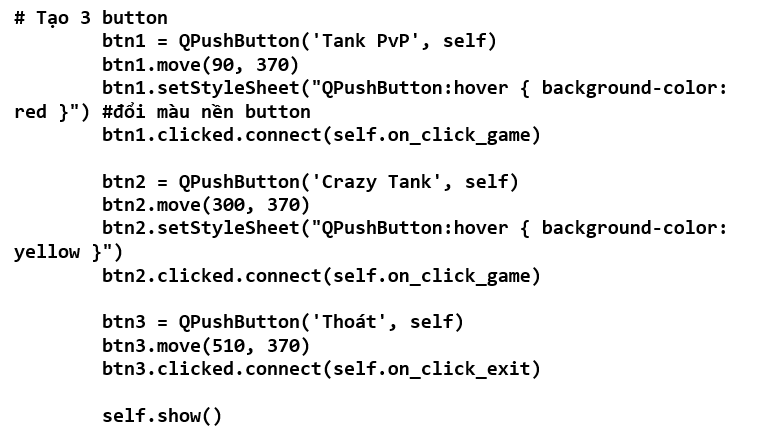 # Tạo 3 button
btn1 = QPushButton('Tank PvP', self)
btn1.move(90, 370)
btn1.setStyleSheet("QPushButton:hover { background-color:
red }") #đổi màu nền button
btn1.clicked.connect(self.on_click_game)
btn2 = QPushButton('Crazy Tank', self)
btn2.move(300, 370)
btn2.setStyleSheet("QPushButton:hover { background-color:
yellow }")
btn2.clicked.connect(self.on_click_game)
btn3 = QPushButton('Thoát', self)
btn3.move(510, 370)
btn3.clicked.connect(self.on_click_exit)
self.show()